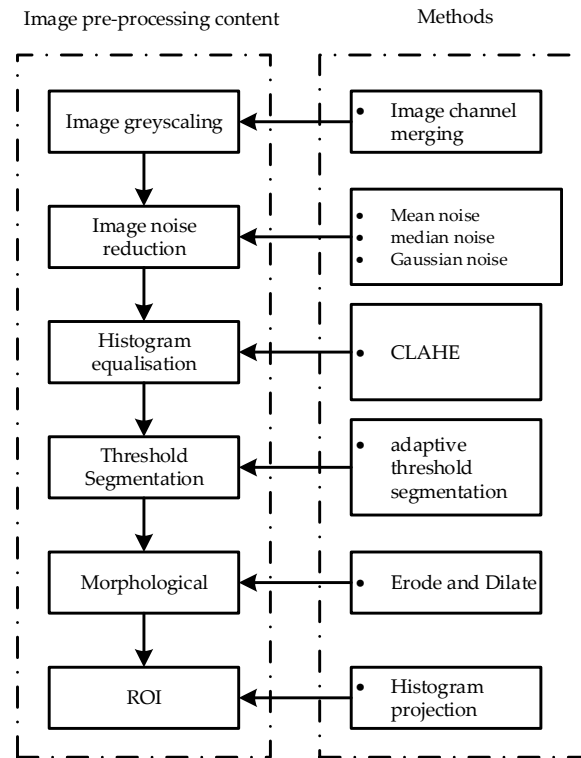 Image pre-processing content
Methods
Image greyscaling
• Image channel
merging
Image noise
reduction
• Mean noise
• median noise
• Gaussian noise
Histogram
equalisation
• CLAHE
Threshold
Segmentation
• adaptive
threshold
segmentation
Morphological
• Erode and Dilate
ROI
• Histogram
projection